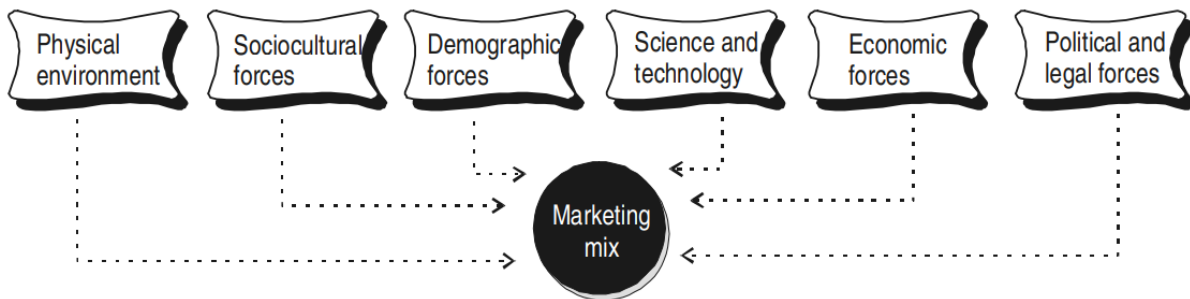 Physical
environment
Sociocultural
forces
Demographic
forces
Science and
technology
Economic
forces
Political and
legal forces
Marketing
mix